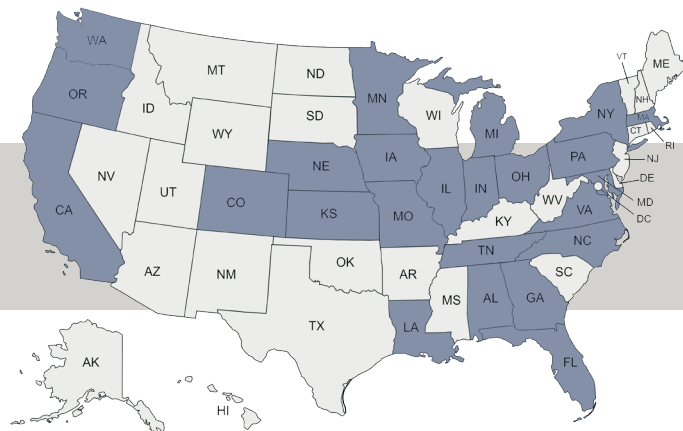 WA
MT
ND
MN
VT
ME
OR
ID
SD
WI
MI
NY
NH
MA
CT
RI
WY
NE
IA
PA
NJ
NV
UT
CO
KS
MO
IL
IN
OH
WV
VA
DE
MD
DC
CA
KY
NC
TN
AZ
NM
OK
AR
SC
MS
AL
GA
TX
LA
AK
FL
HI